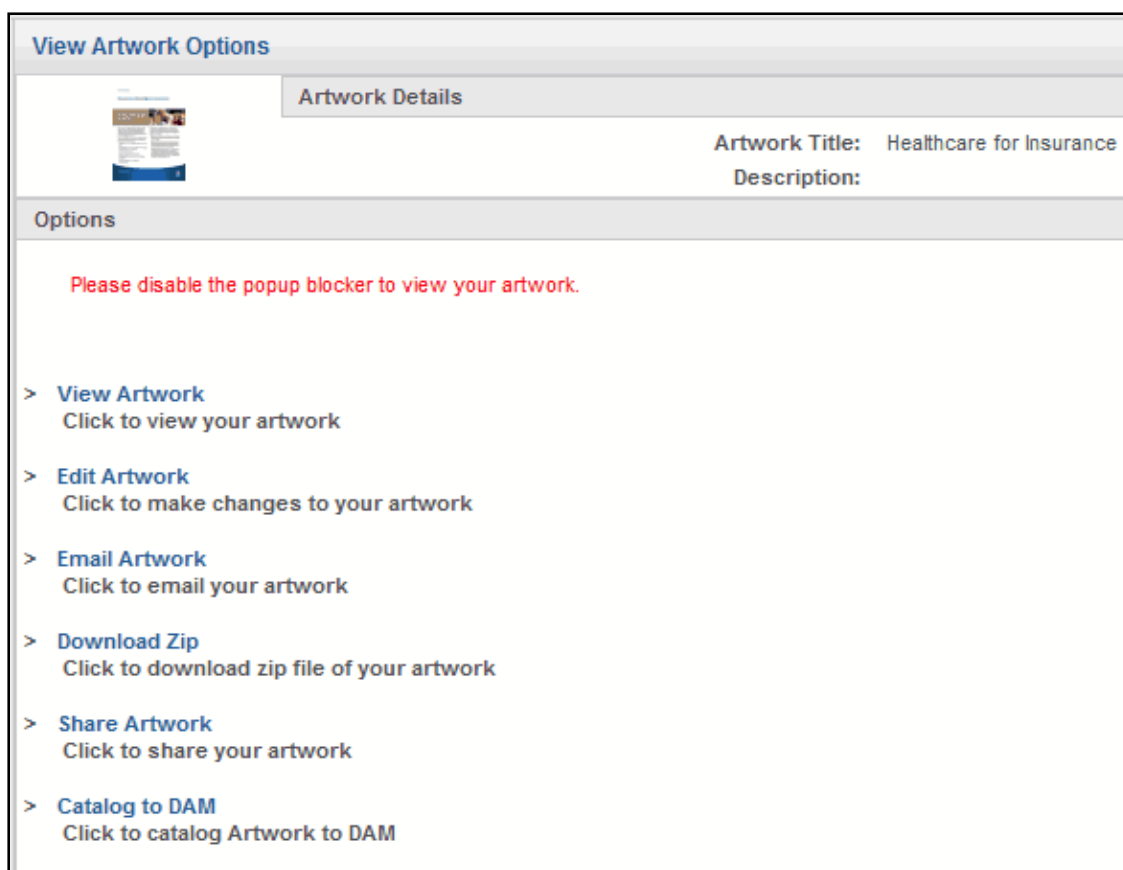 View Artwork Options
Artwork Details
Artwork Title: Healthcare for Insurance
Description:
Options
Please disable the popup blocker to view your artwork.
> View Artwork
Click to view your artwork
> Edit Artwork
Click to make changes to your artwork
> Email Artwork
Click to email your artwork
> Download Zip
Click to download zip file of your artwork
> Share Artwork
Click to share your artwork
> Catalog to DAM
Click to catalog Artwork to DAM